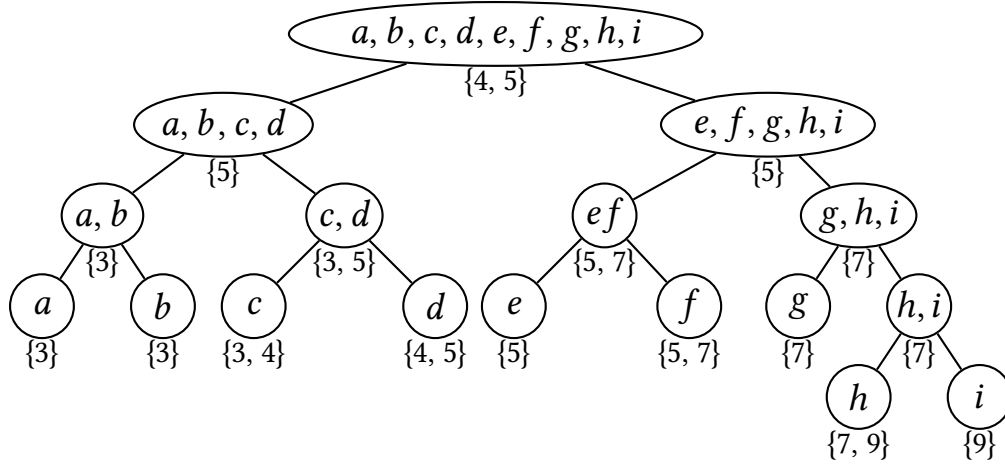 a, b, c, d, e, f, g, h, i
{4, 5}
a, b, c, d
e, f, g, h, i
{5}
{5}
a, b
c, d
ef
g, h, i
{3}
{3, 5}
{5, 7}
{7}
a
b
c
d
e
f
g
h, i
{3}
{3}
{3, 4}
{4, 5}
{5}
{5, 7}
{7}
{7}
h
i
{7, 9}
{9}